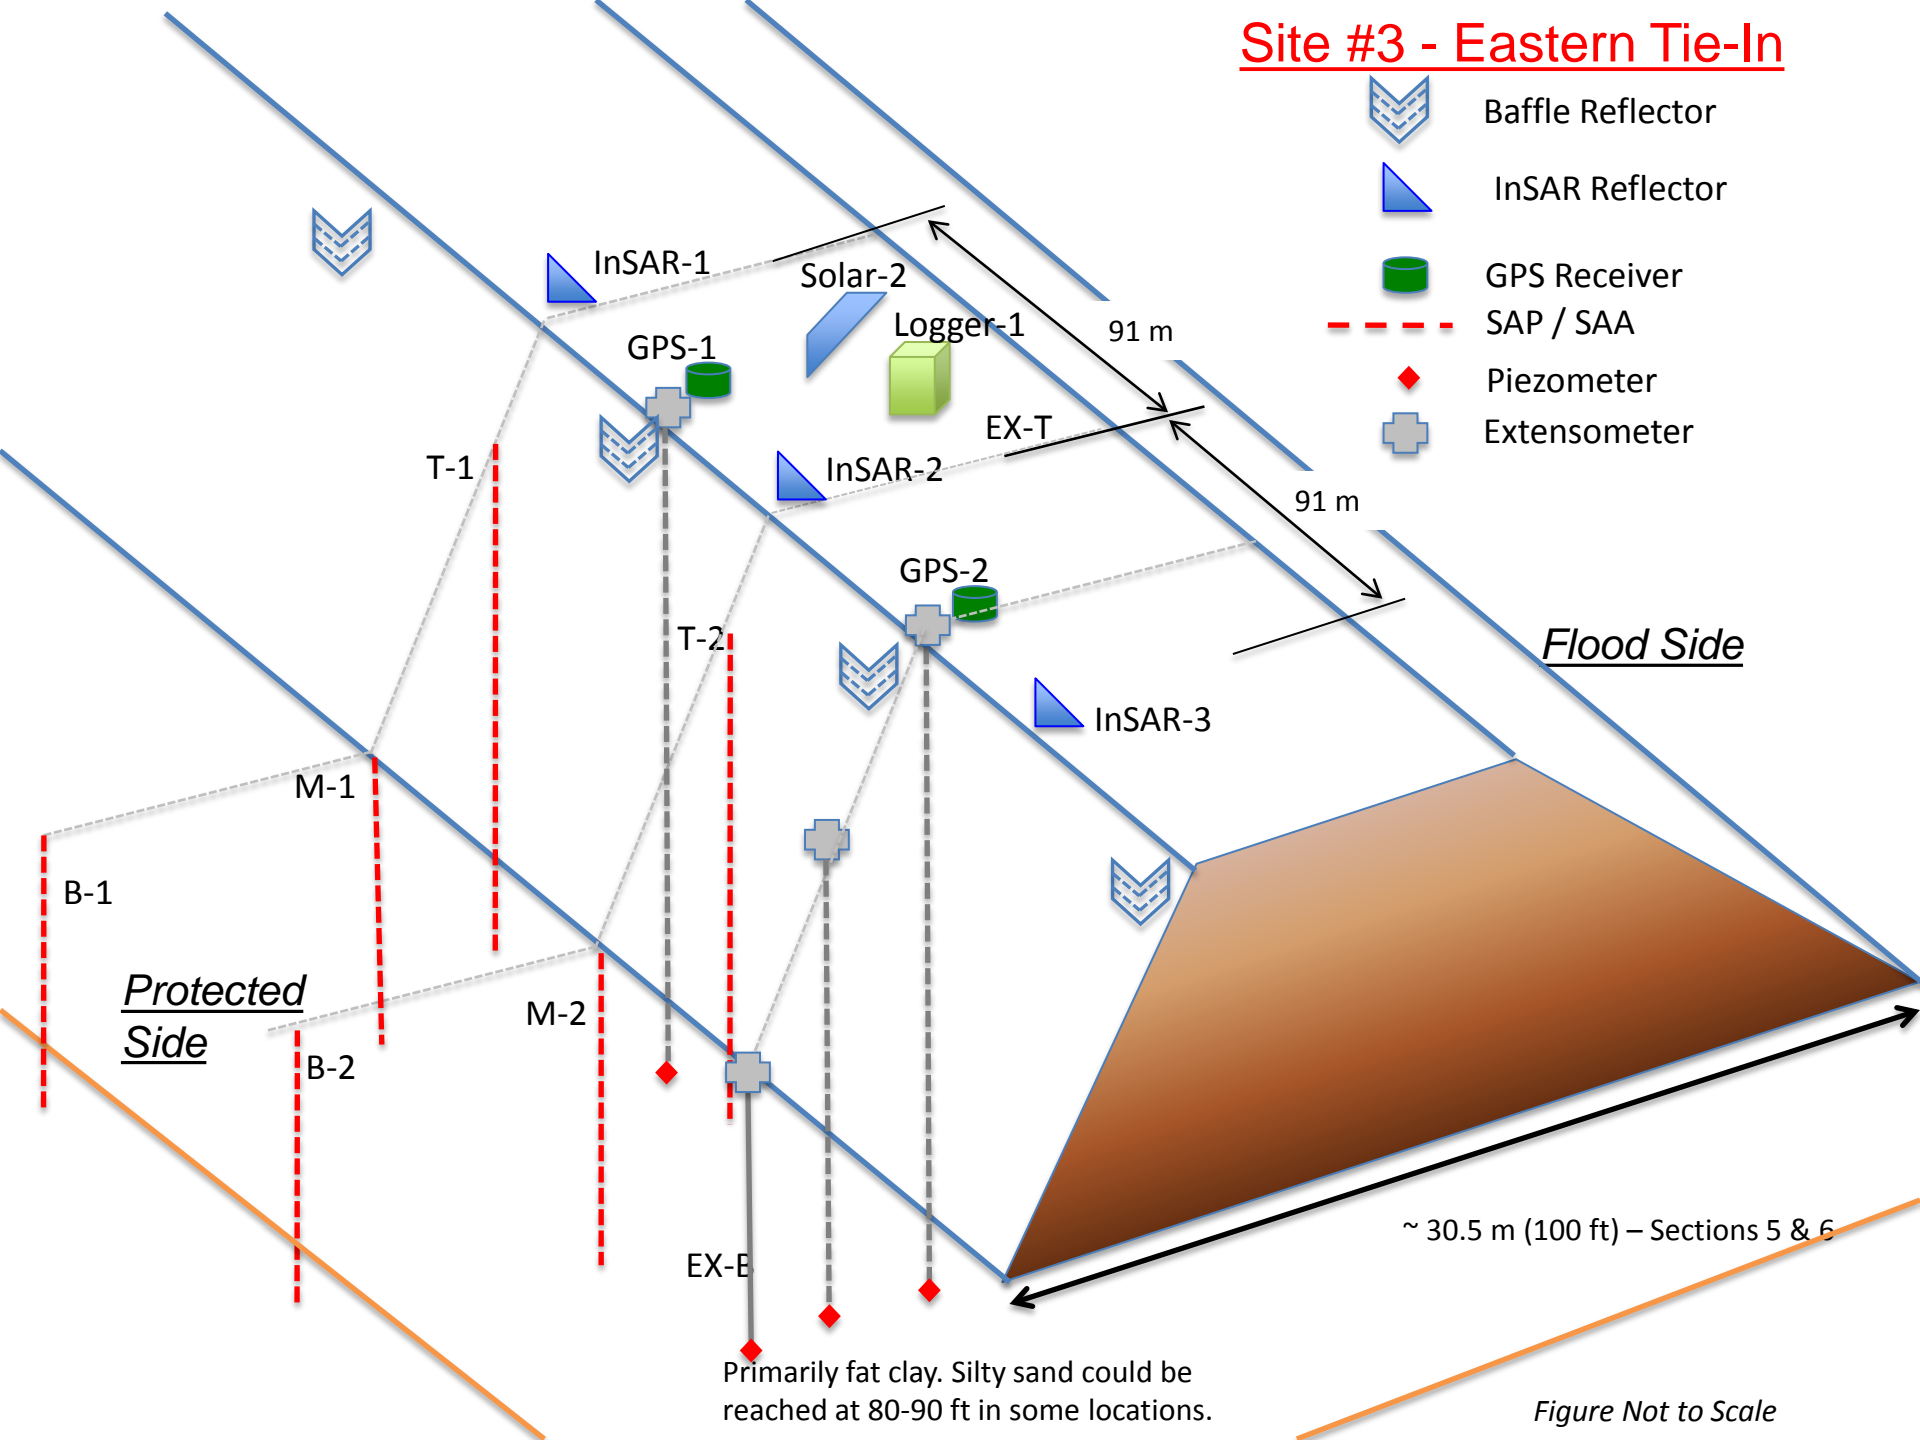 Site #3 - Eastern Tie-In
Baffle Reflector
InSAR Reflector
GPS Receiver
SAP / SAA
Piezometer
Extensometer
InSAR-1
Solar-2
Logger-1
91 m
GPS-1
EX-T
T-1
InSAR-2
91 m
GPS-2
T-2
Flood Side
InSAR-3
M-1
B-1
Protected
Side
M-2
B-2
~ 30.5 m (100 ft) – Sections 5 & 6
EX-B
Primarily fat clay. Silty sand could be
reached at 80-90 ft in some locations.
Figure Not to Scale